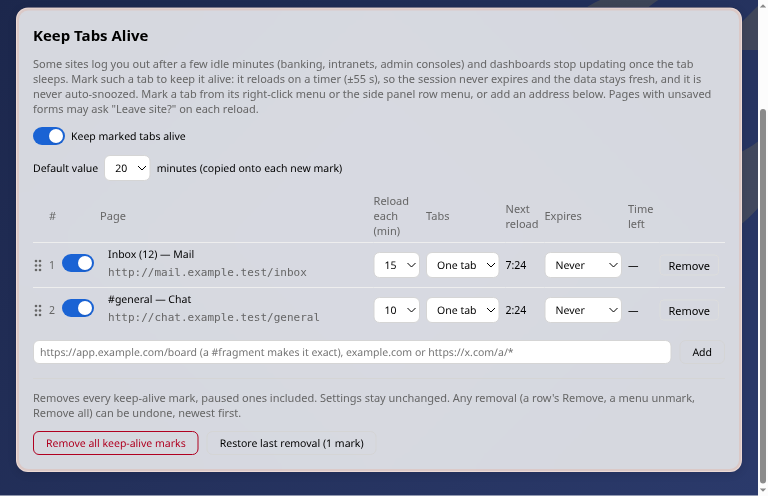 Keep Tabs Alive
Some sites log you out after a few idle minutes (banking, intranets, admin consoles) and dashboards stop updating once the tab
sleeps. Mark such a tab to keep it alive: it reloads on a timer (±55 s), so the session never expires and the data stays fresh, and it is
never auto-snoozed. Mark a tab from its right-click menu or the side panel row menu, or add an address below. Pages with unsaved
forms may ask "Leave site?" on each reload.
Keep marked tabs alive
Default value 20 minutes (copied onto each new mark)
# Page Reload each (min) Tabs Next reload Expires Time left
1 Inbox (12) — Mail 15 One tab 7:24 Never — Remove
http://mail.example.test/inbox
2 #general — Chat 10 One tab 2:24 Never — Remove
http://chat.example.test/general
https://app.example.com/board (a #fragment makes it exact), example.com or https://x.com/a/* Add
Removes every keep-alive mark, paused ones included. Settings stay unchanged. Any removal (a row's Remove, a menu unmark,
Remove all) can be undone, newest first.
Remove all keep-alive marks Restore last removal (1 mark)